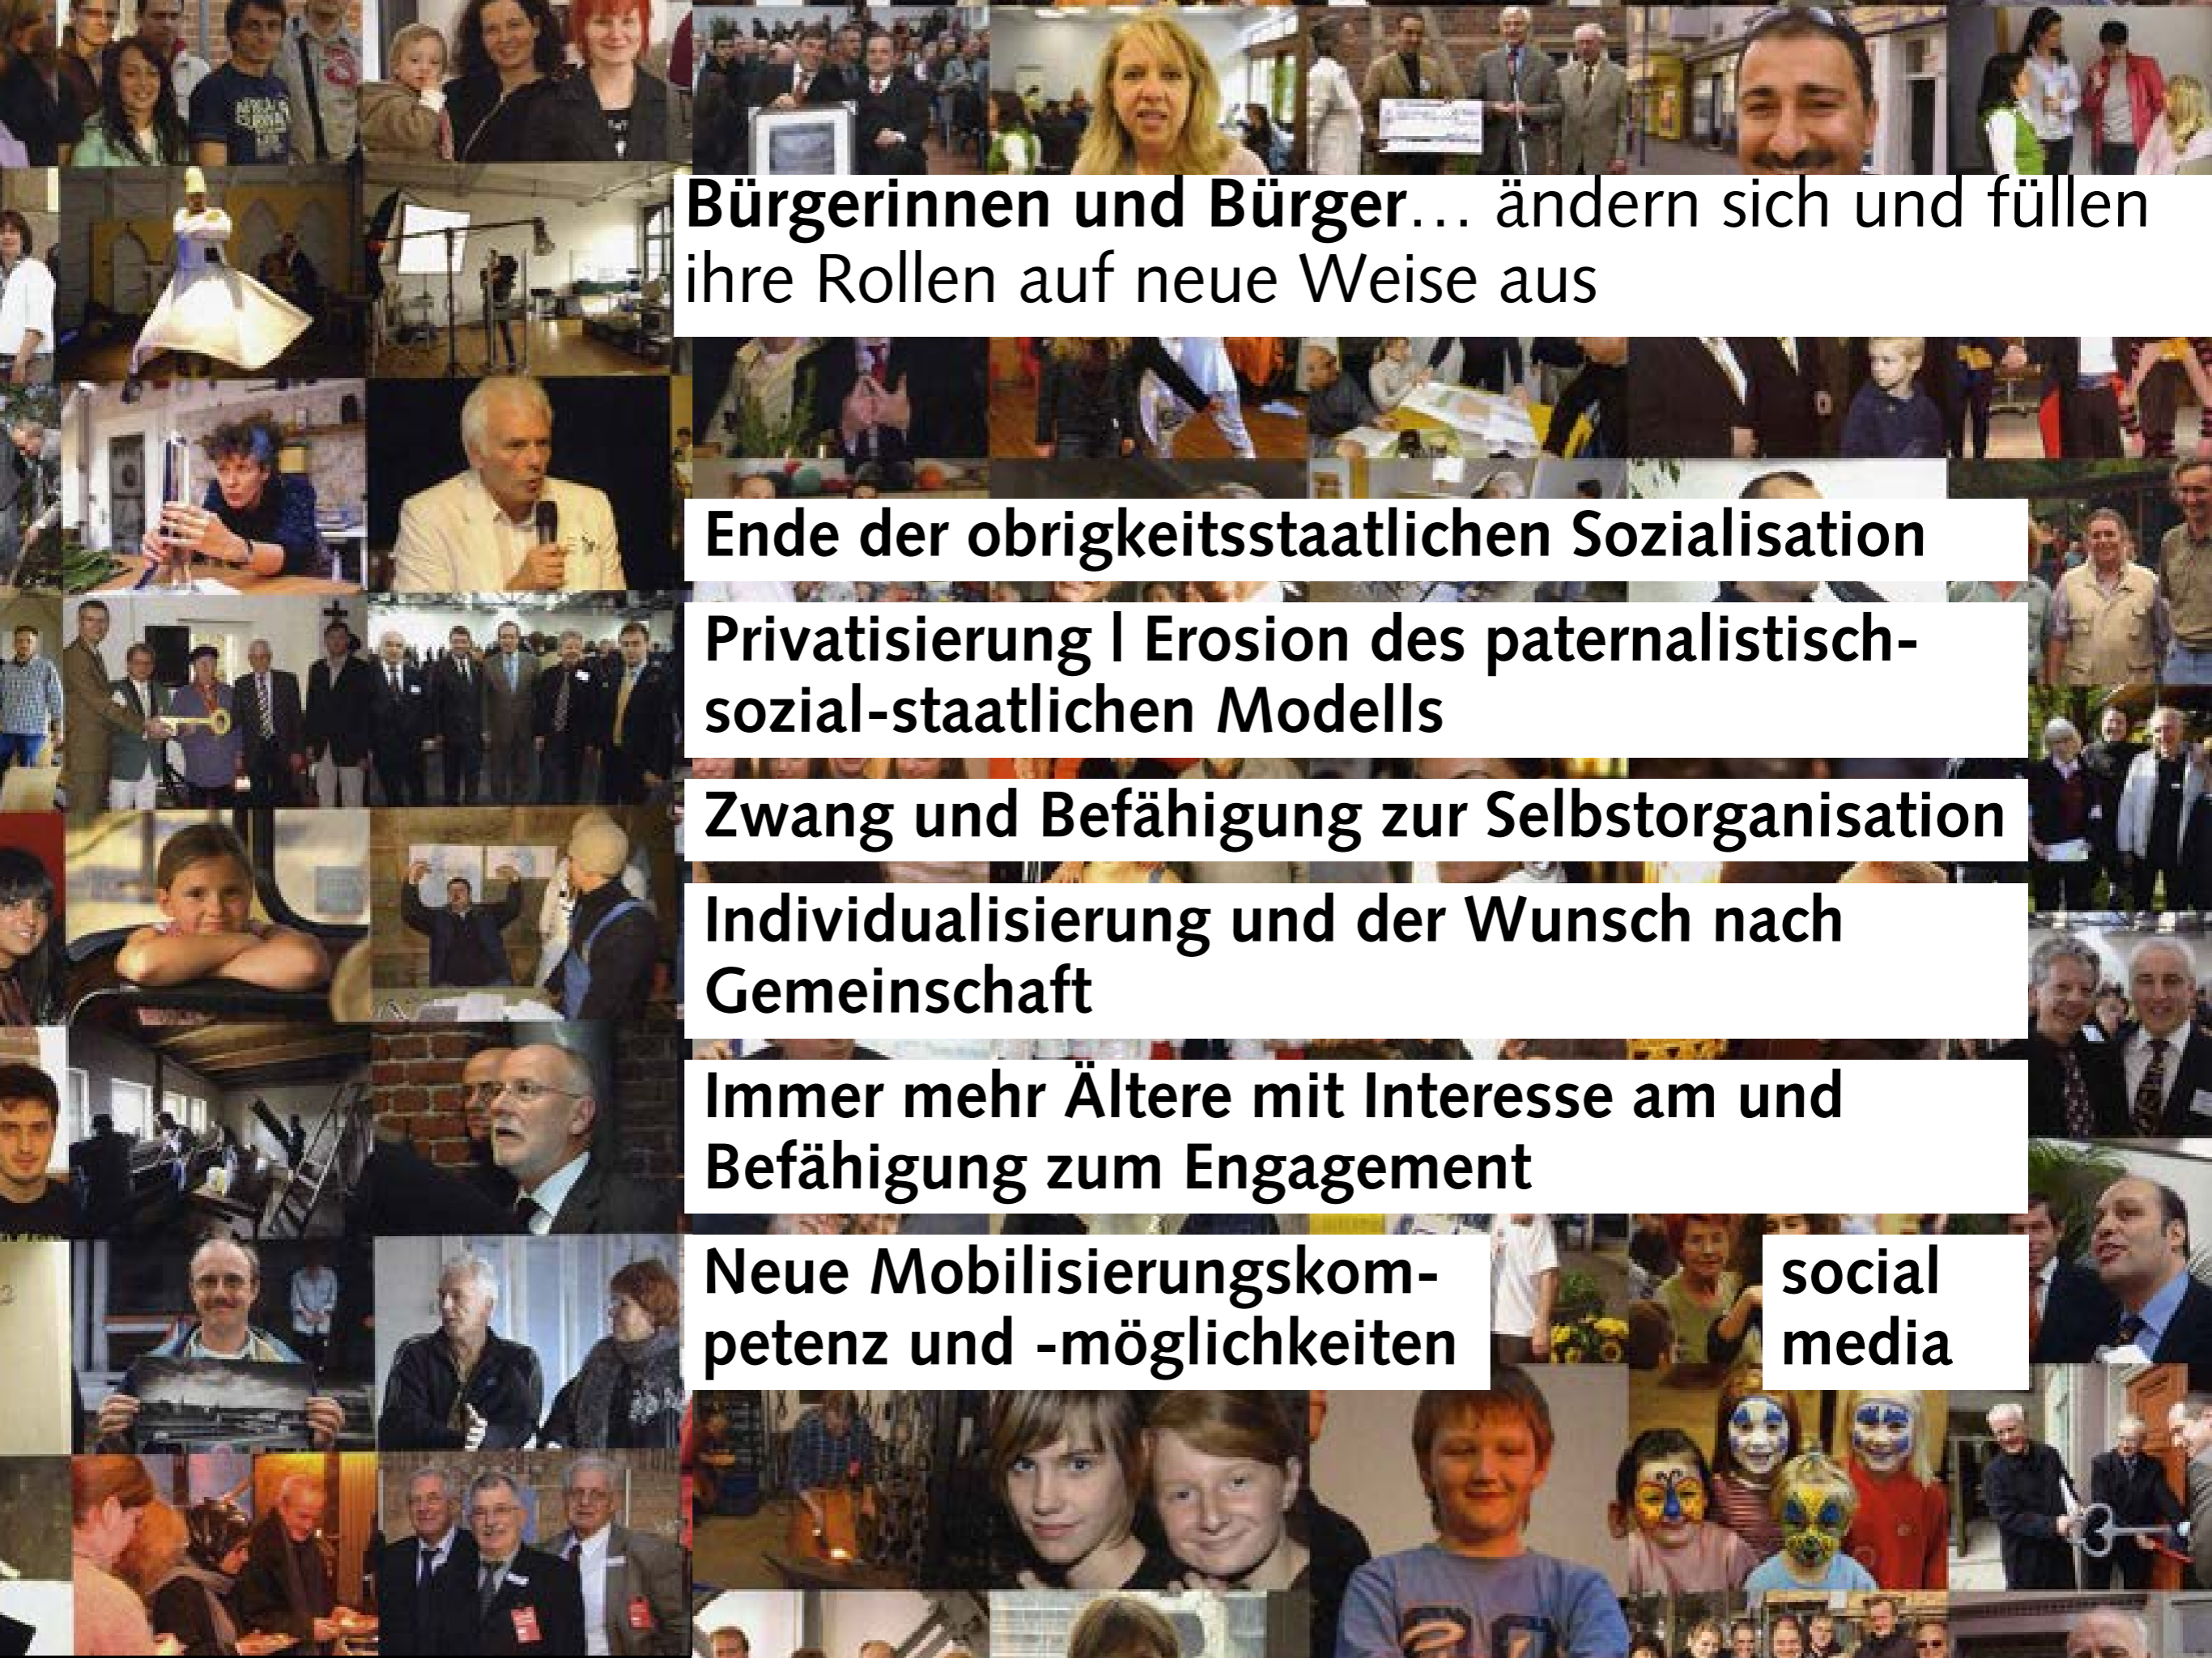 Bürgerinnen und Bürger… ändern sich und füllen
ihre Rollen auf neue Weise aus
Ende der obrigkeitsstaatlichen Sozialisation
Privatisierung | Erosion des paternalistisch-
sozial-staatlichen Modells
Zwang und Befähigung zur Selbstorganisation
Individualisierung und der Wunsch nach
Gemeinschaft
Immer mehr Ältere mit Interesse am und
Befähigung zum Engagement
Neue Mobilisierungskom-
petenz und -möglichkeiten
social
media